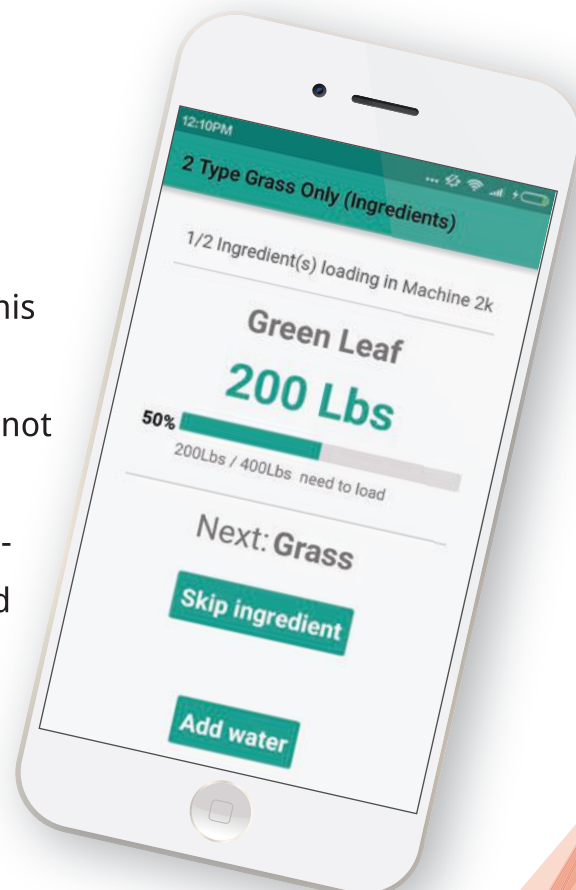 12:10PM
2 Type Grass Only (Ingredients)
1/2 Ingredient(s) loading in Machine 2k
Green Leaf
200 Lbs
50%
200Lbs / 400Lbs need to load
Next: Grass
Skip ingredient
Add water
not